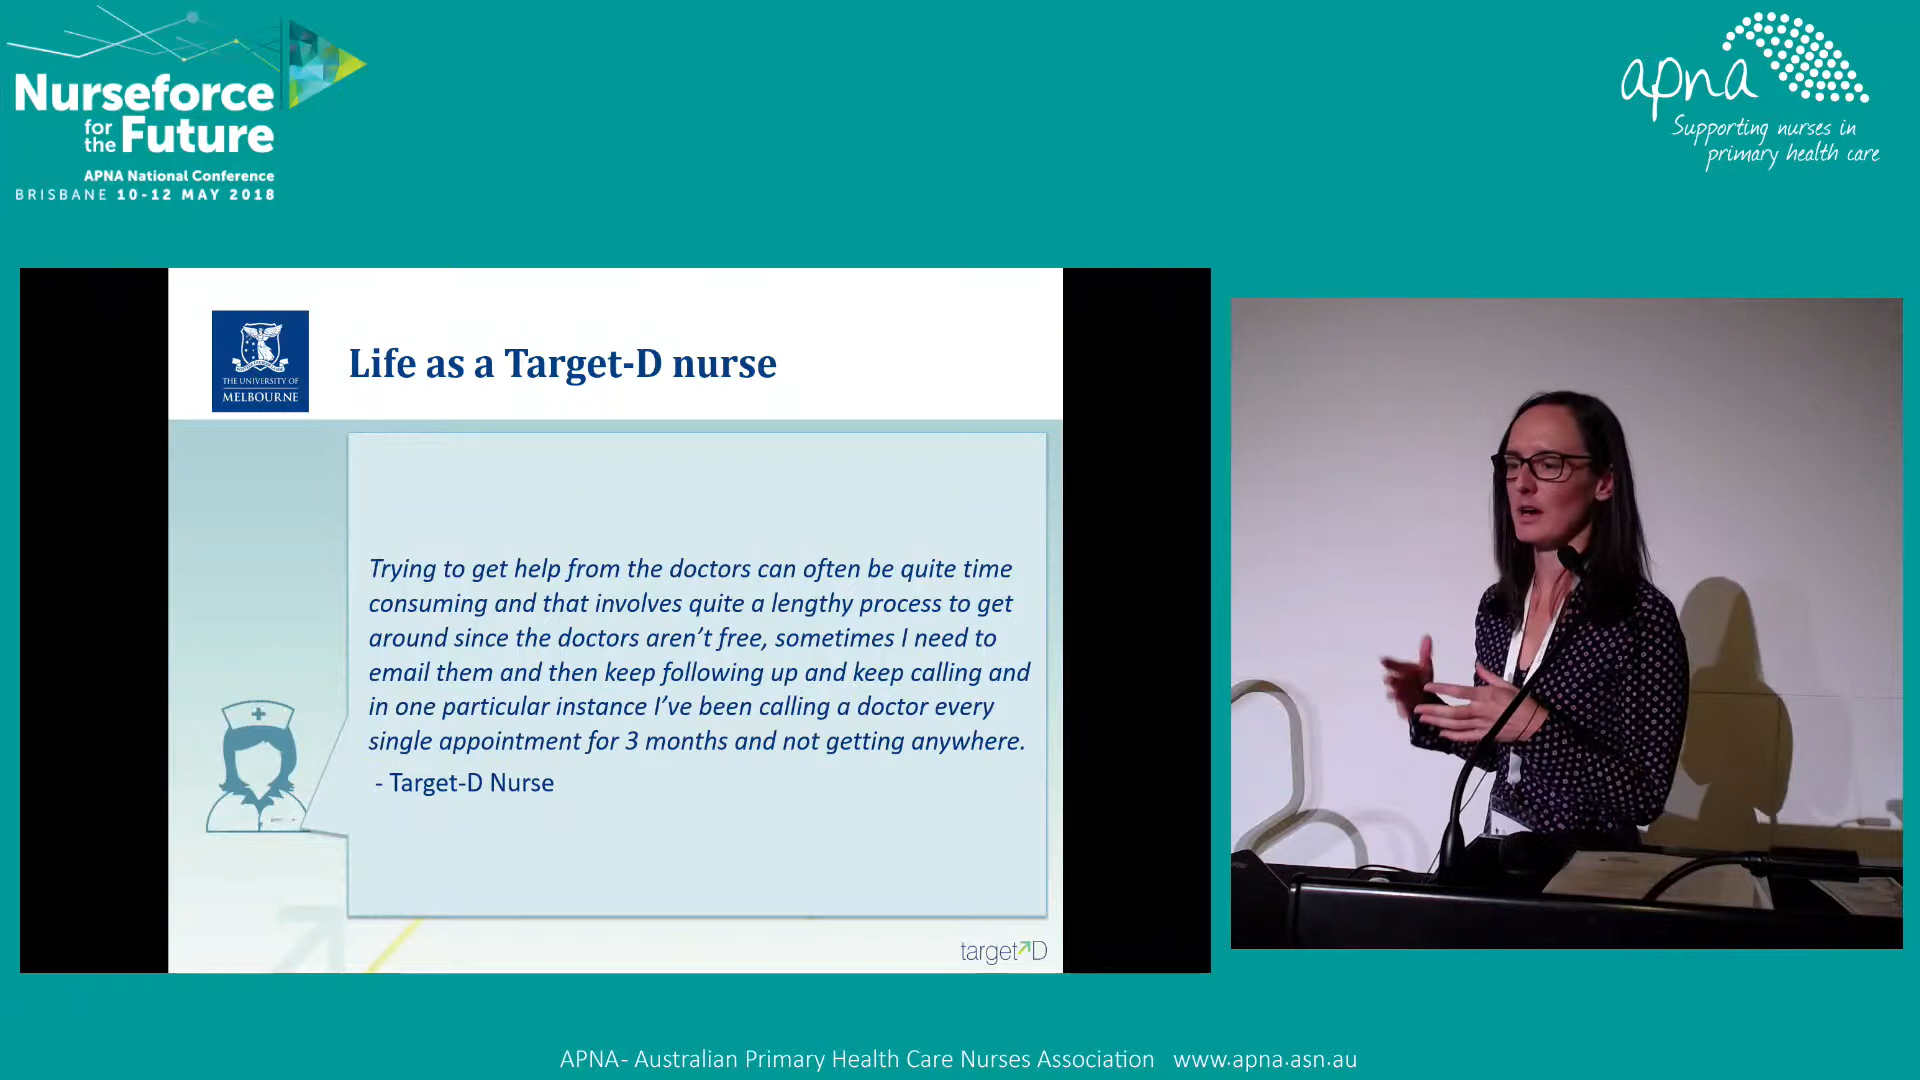 Nurseforce
for the Future
APNA National Conference
BRISBANE 10-12 MAY 2018
apna
Supporting nurses in
primary health care
THE UNIVERSITY OF
MELBOURNE
Life as a Target-D nurse
Trying to get help from the doctors can often be quite time
consuming and that involves quite a lengthy process to get
around since the doctors aren’t free, sometimes I need to
email them and then keep following up and keep calling and
in one particular instance I’ve been calling a doctor every
single appointment for 3 months and not getting anywhere.
- Target-D Nurse
target D
APNA- Australian Primary Health Care Nurses Association www.apna.asn.au